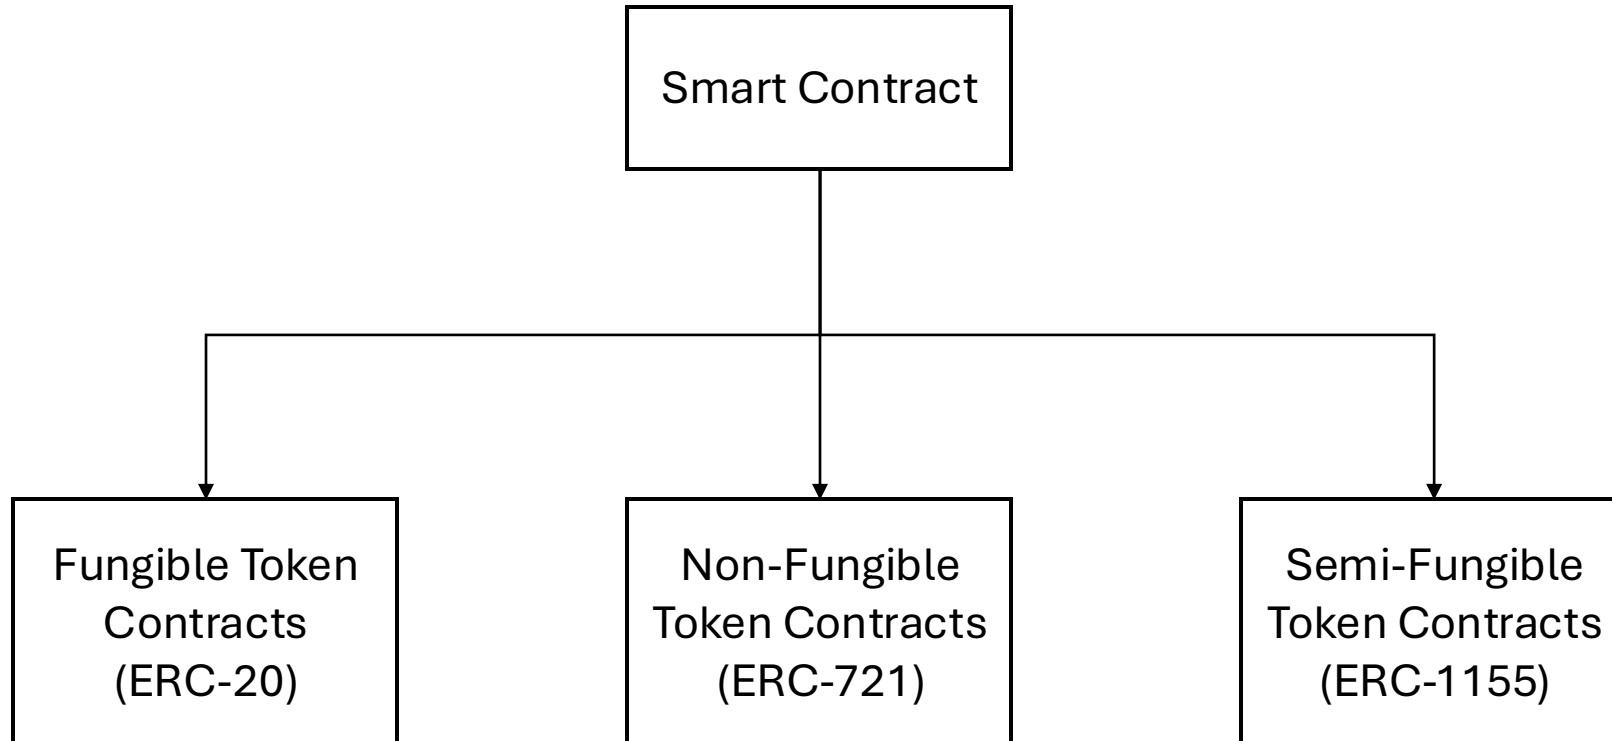 Smart Contract
Fungible Token
Contracts
(ERC-20)
Non-Fungible
Token Contracts
(ERC-721)
Semi-Fungible
Token Contracts
(ERC-1155)